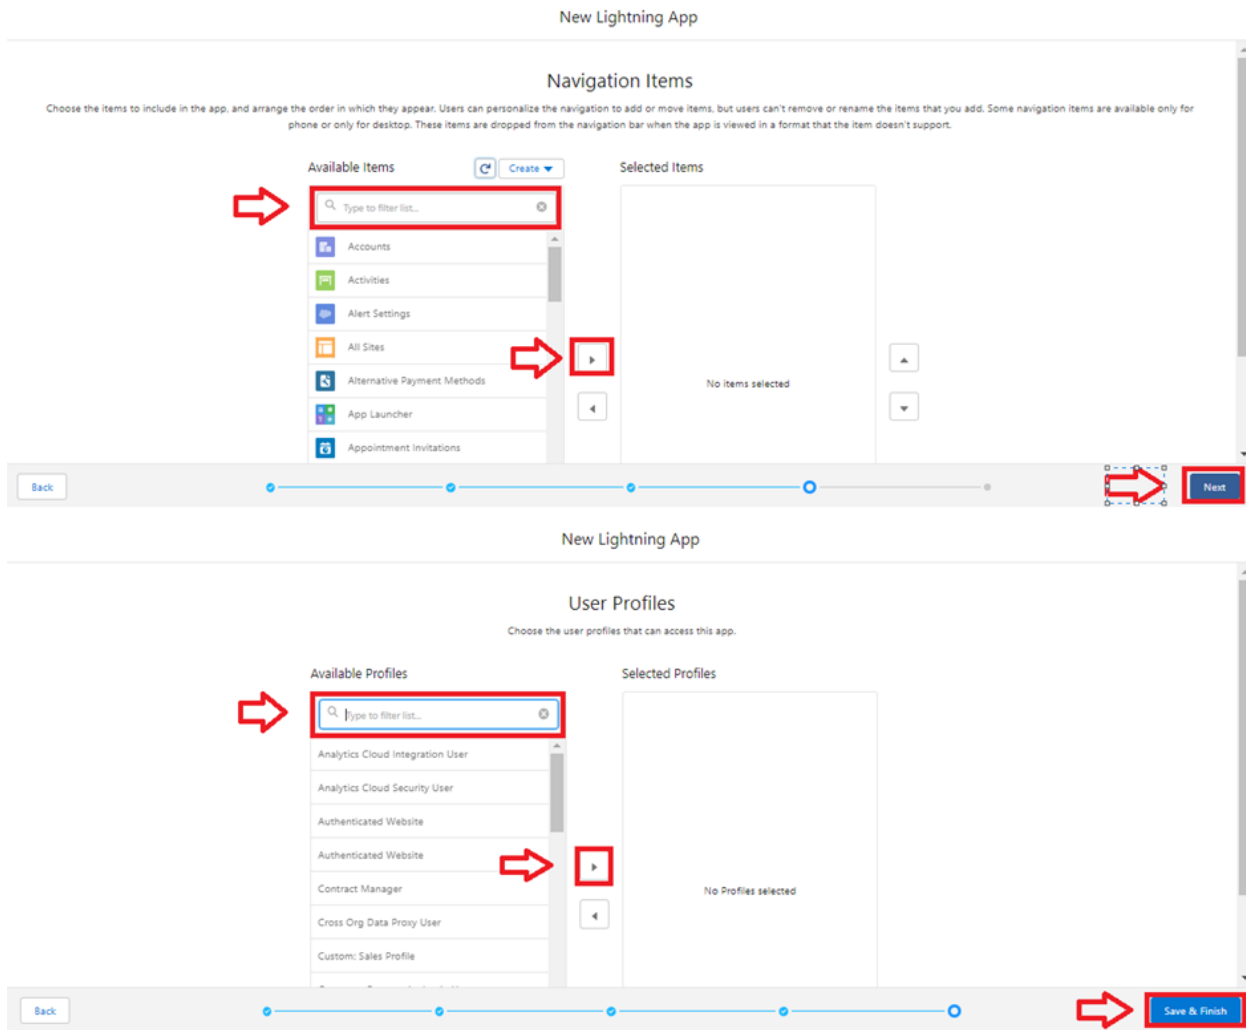 New Lightning App
Navigation Items
Choose the items to include in the app, and arrange the order in which they appear. Users can personalize the navigation to add or move items, but users can't remove or rename the items that you add. Some navigation items are available only for
phone or only for desktop. These items are dropped from the navigation bar when the app is viewed in a format that the item doesn't support.
Available Items
Create
Selected Items
Type to filter list...
Accounts
Activities
Alert Settings
All Sites
Alternative Payment Methods
App Launcher
Appointment Invitations
No items selected
Back
Next
New Lightning App
User Profiles
Choose the user profiles that can access this app.
Available Profiles
Selected Profiles
Type to filter list...
Analytics Cloud Integration User
Analytics Cloud Security User
Authenticated Website
Authenticated Website
Contract Manager
Cross Org Data Proxy User
Custom: Sales Profile
No Profiles selected
Back
Save & Finish